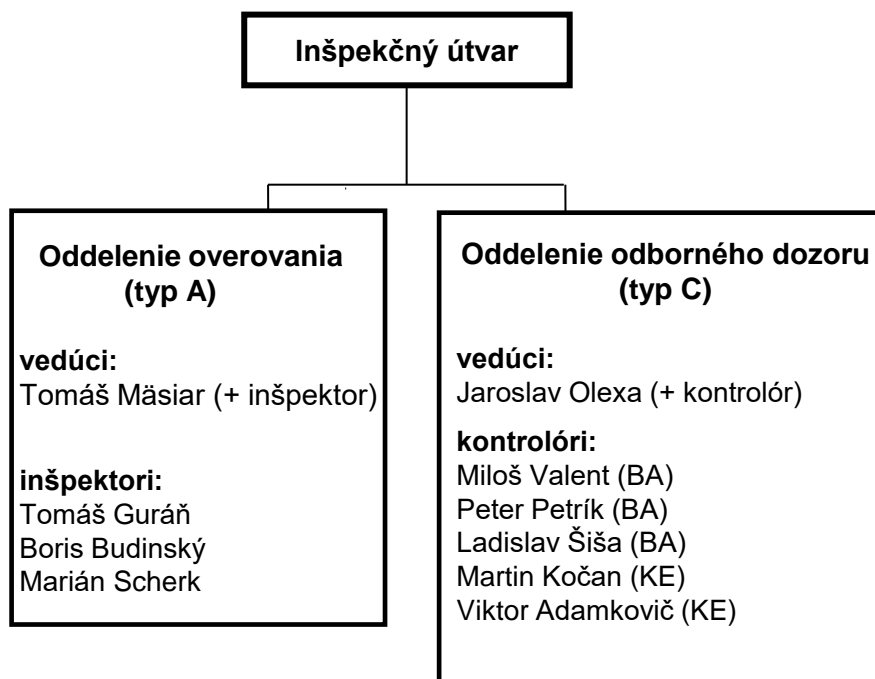 Inšpekčný útvar
Oddelenie overovania
(typ A)
vedúci:
Tomáš Mäsiar (+ inšpektor)
inšpektori:
Tomáš Guráň
Boris Budinský
Marián Scherk
Oddelenie odborného dozoru
(typ C)
vedúci:
Jaroslav Olexa (+ kontrolór)
kontrolóri:
Miloš Valent (BA)
Peter Petrík (BA)
Ladislav Šiša (BA)
Martin Kočan (KE)
Viktor Adamkovič (KE)